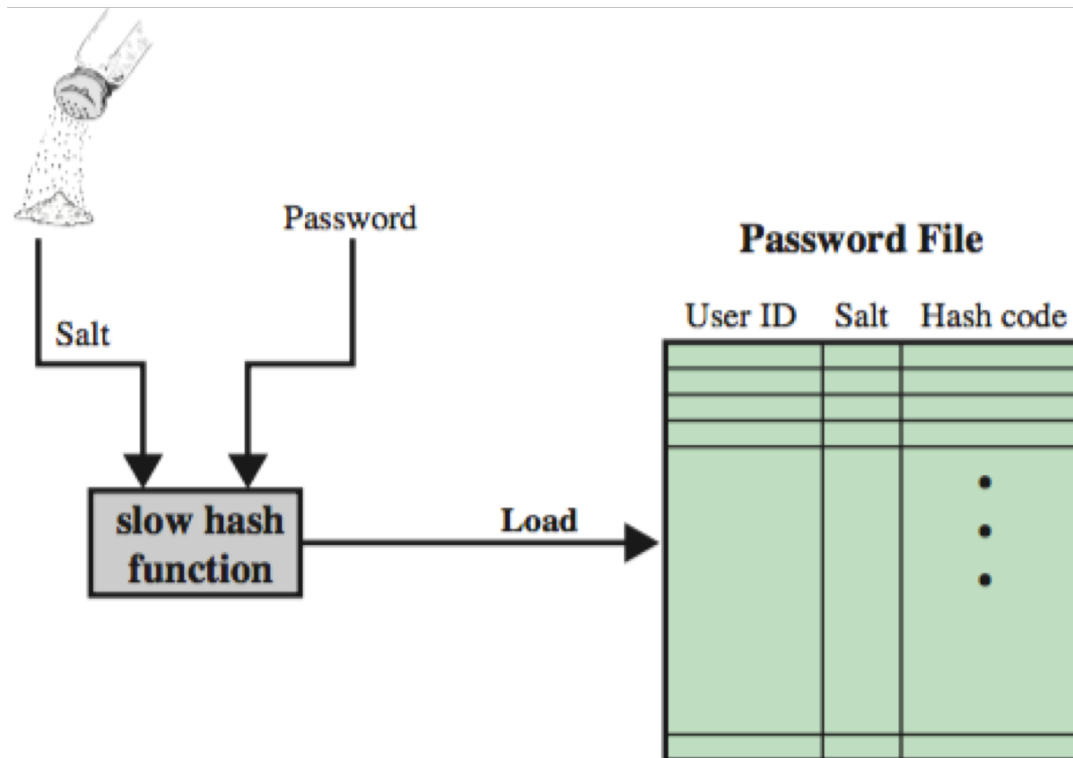 Password
Password File
User ID Salt Hash code
Salt
slow hash
function
Load